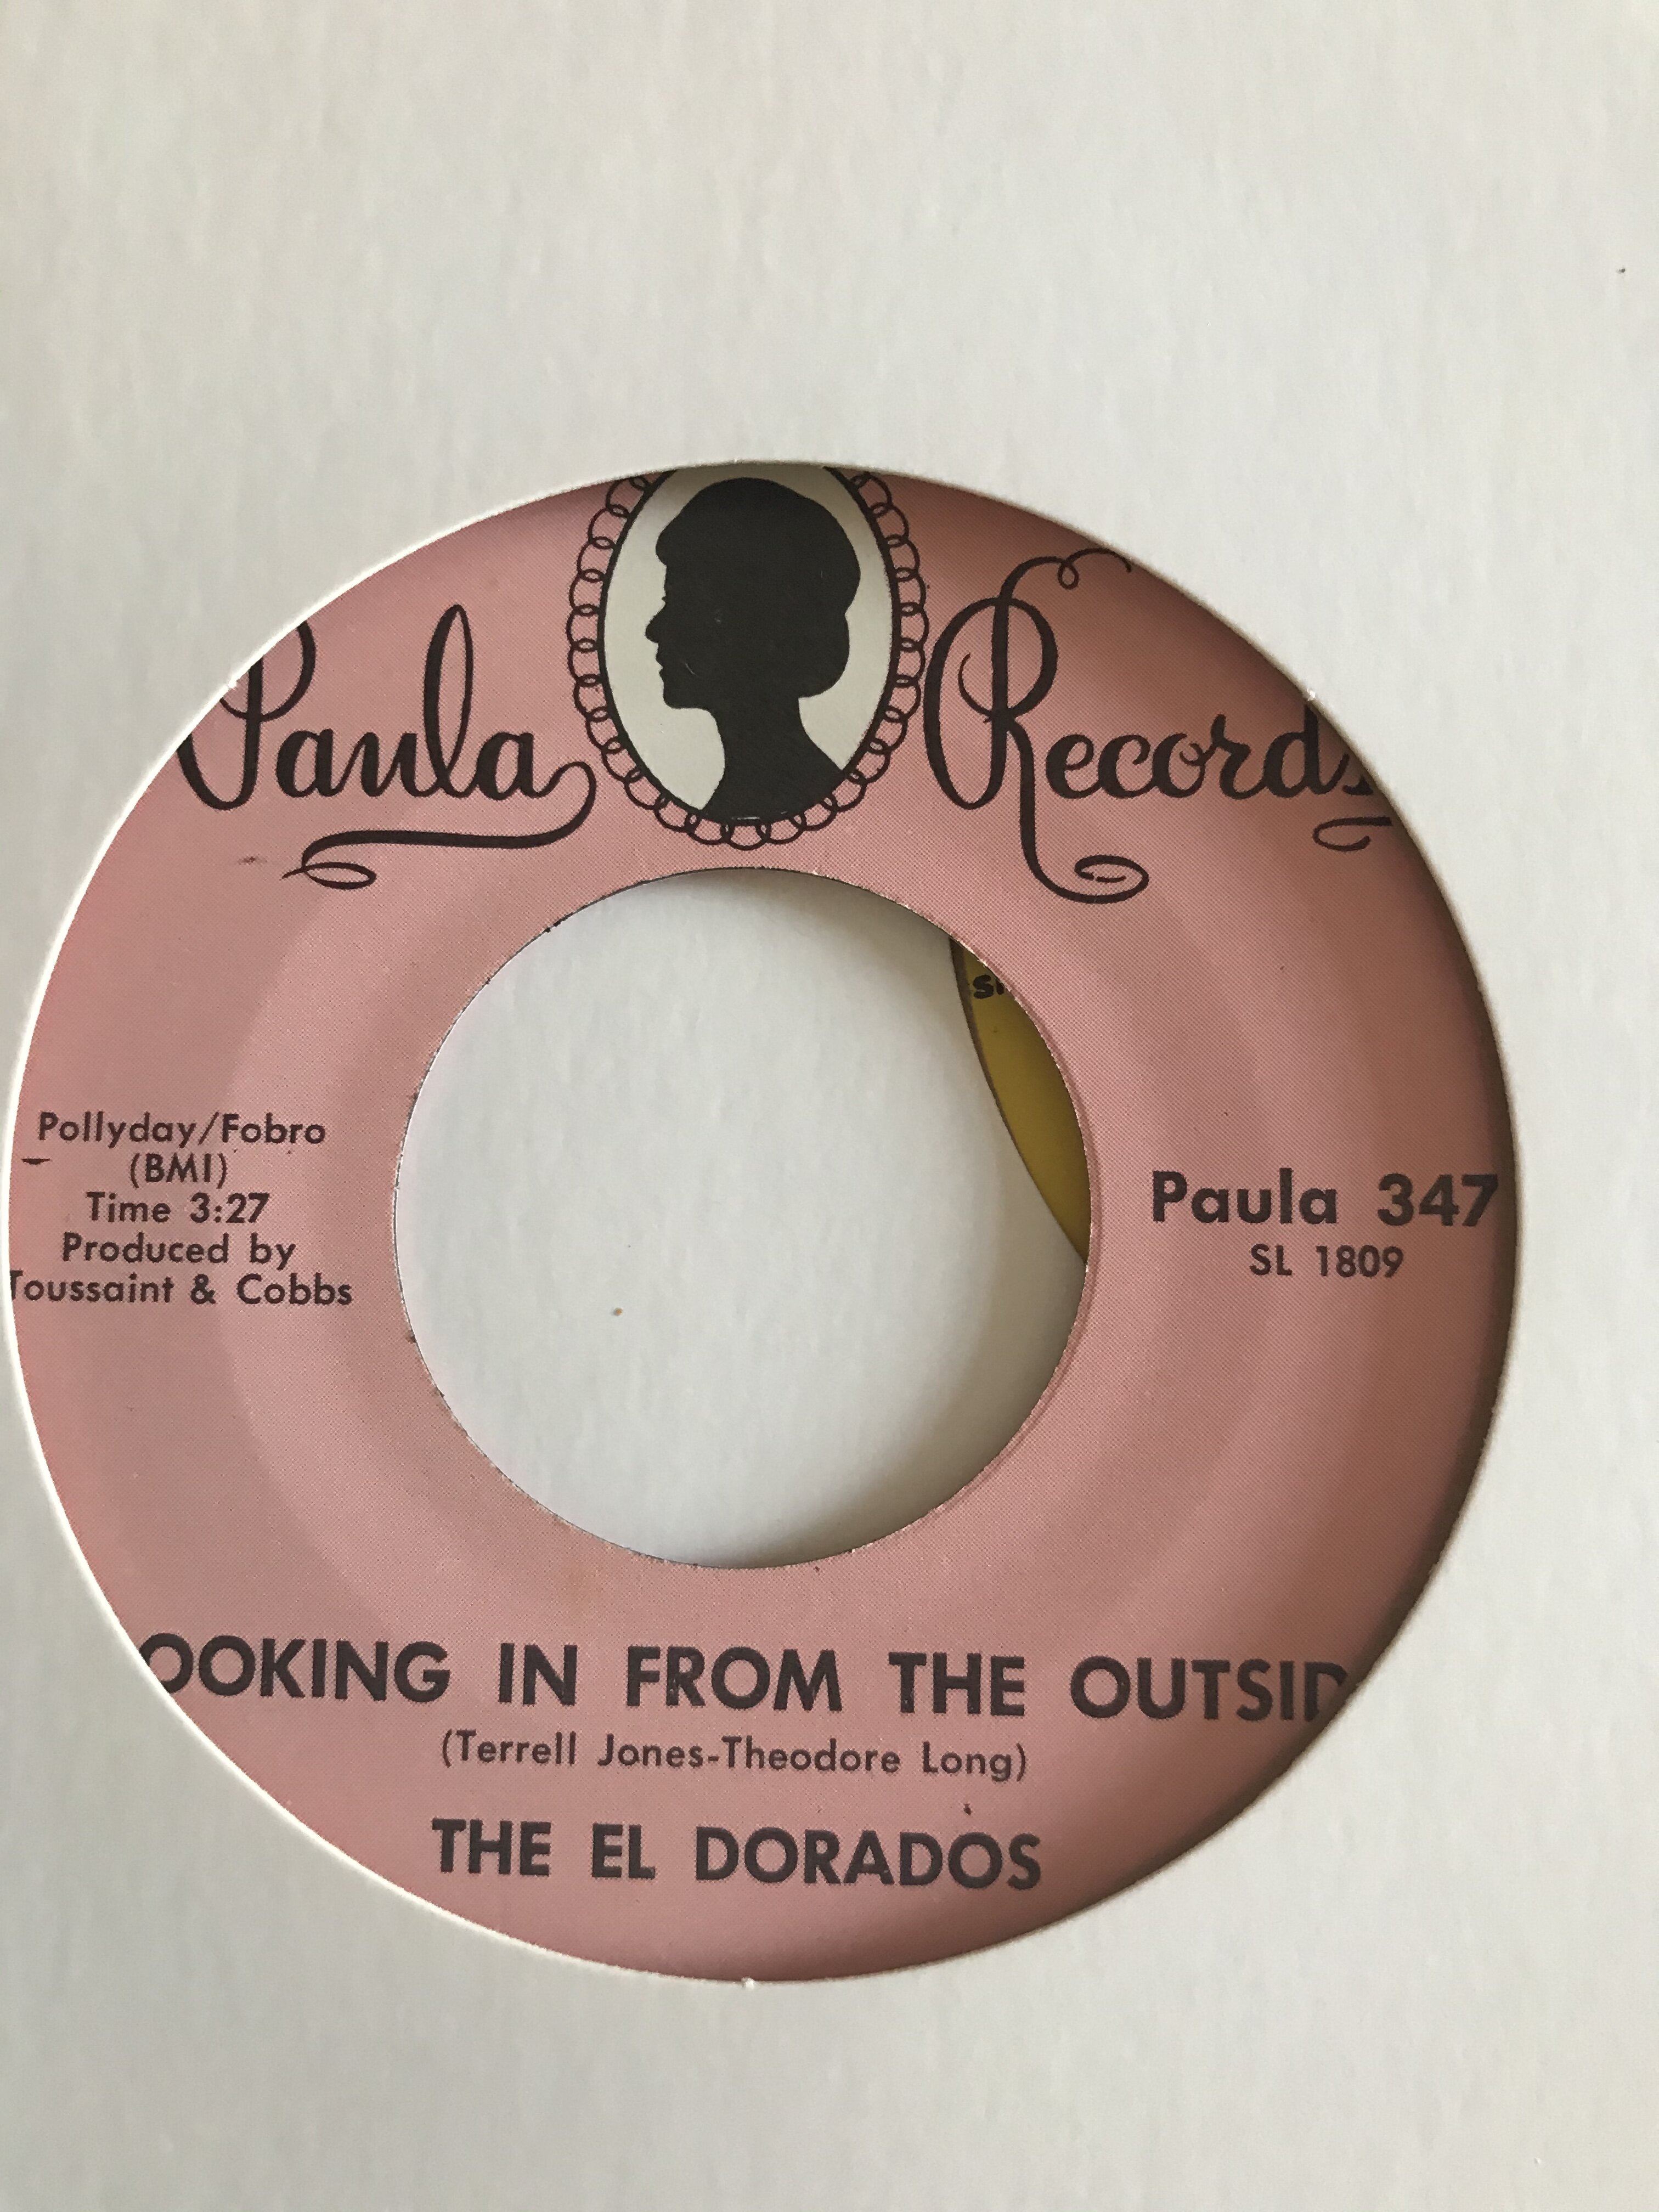 Paula Records
Pollyday/Fobro
(BMI)
Time 3:27
Produced by
Toussaint & Cobbs
Paula 347
SL 1809
OOKING IN FROM THE OUTSID
(Terrell Jones-Theodore Long)
THE EL DORADOS